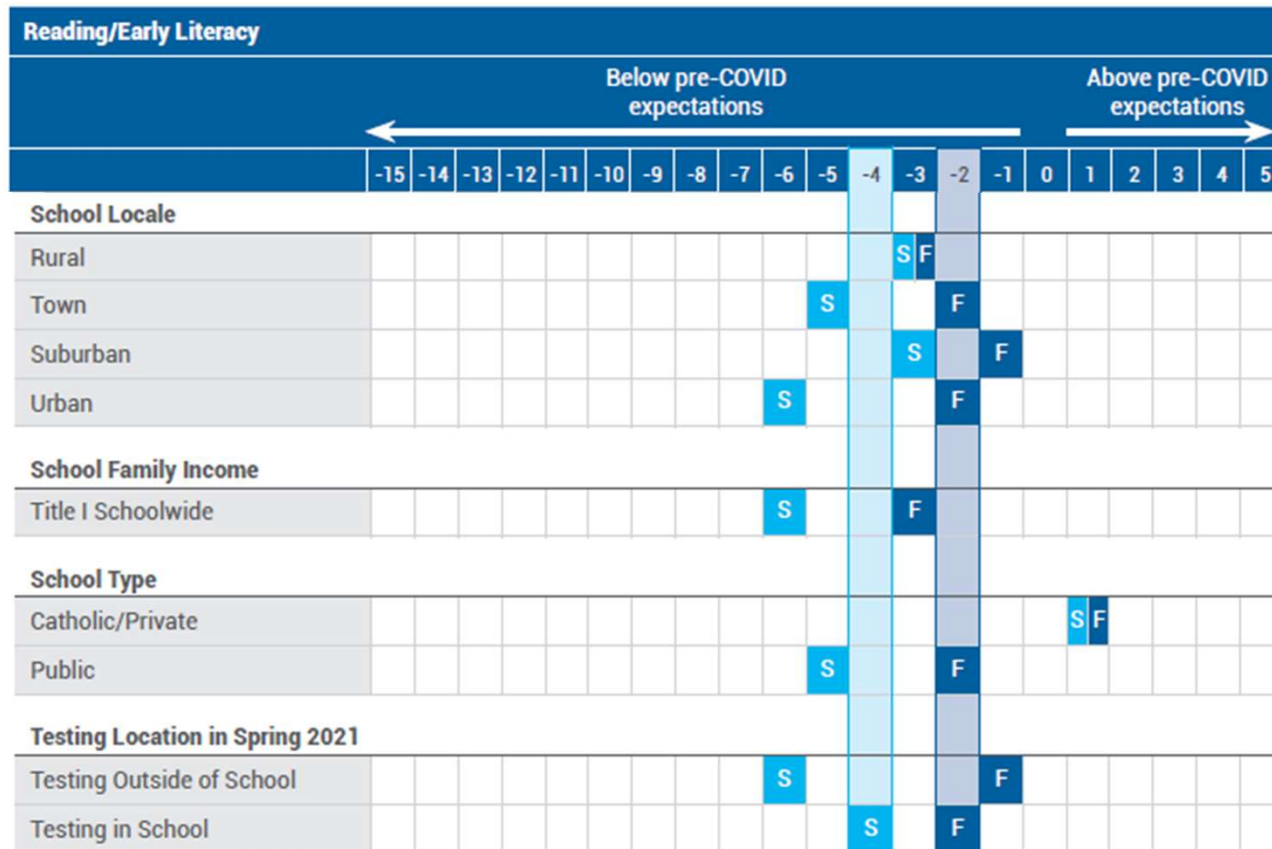 Reading/Early Literacy
Below pre-COVID Above pre-COVID
expectations expectations
-15 -14 -13 -12 -11 -10 -9 -8 -7 -6 -5 -4 -3 -2 -1 0 1 2 3 4 5
School Locale
Rural S F
Town S F
Suburban S F
Urban S F
School Family Income
Title I Schoolwide S F
School Type
Catholic/Private S F
Public S F
Testing Location in Spring 2021
Testing Outside of School S F
Testing in School S F